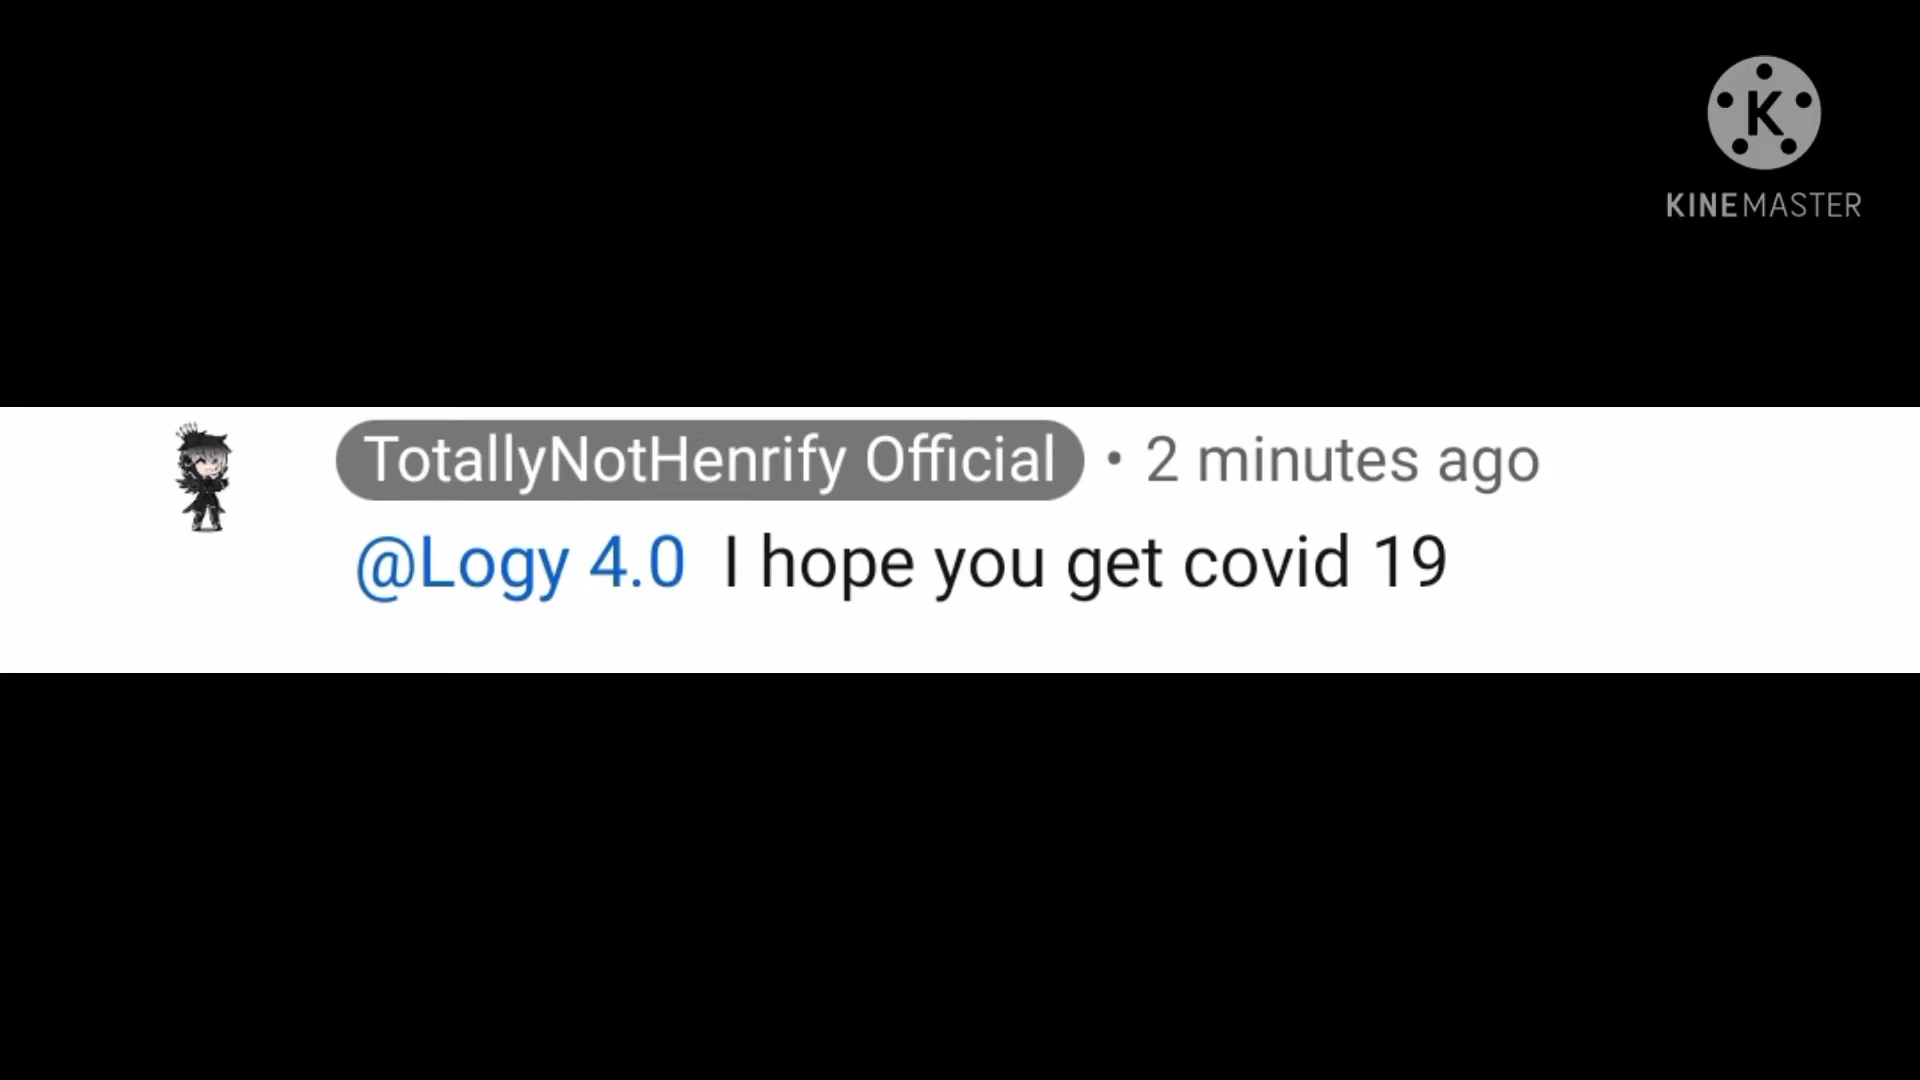 K
KINEMASTER
TotallyNotHenrify Official • 2 minutes ago
@Logy 4.0 I hope you get covid 19